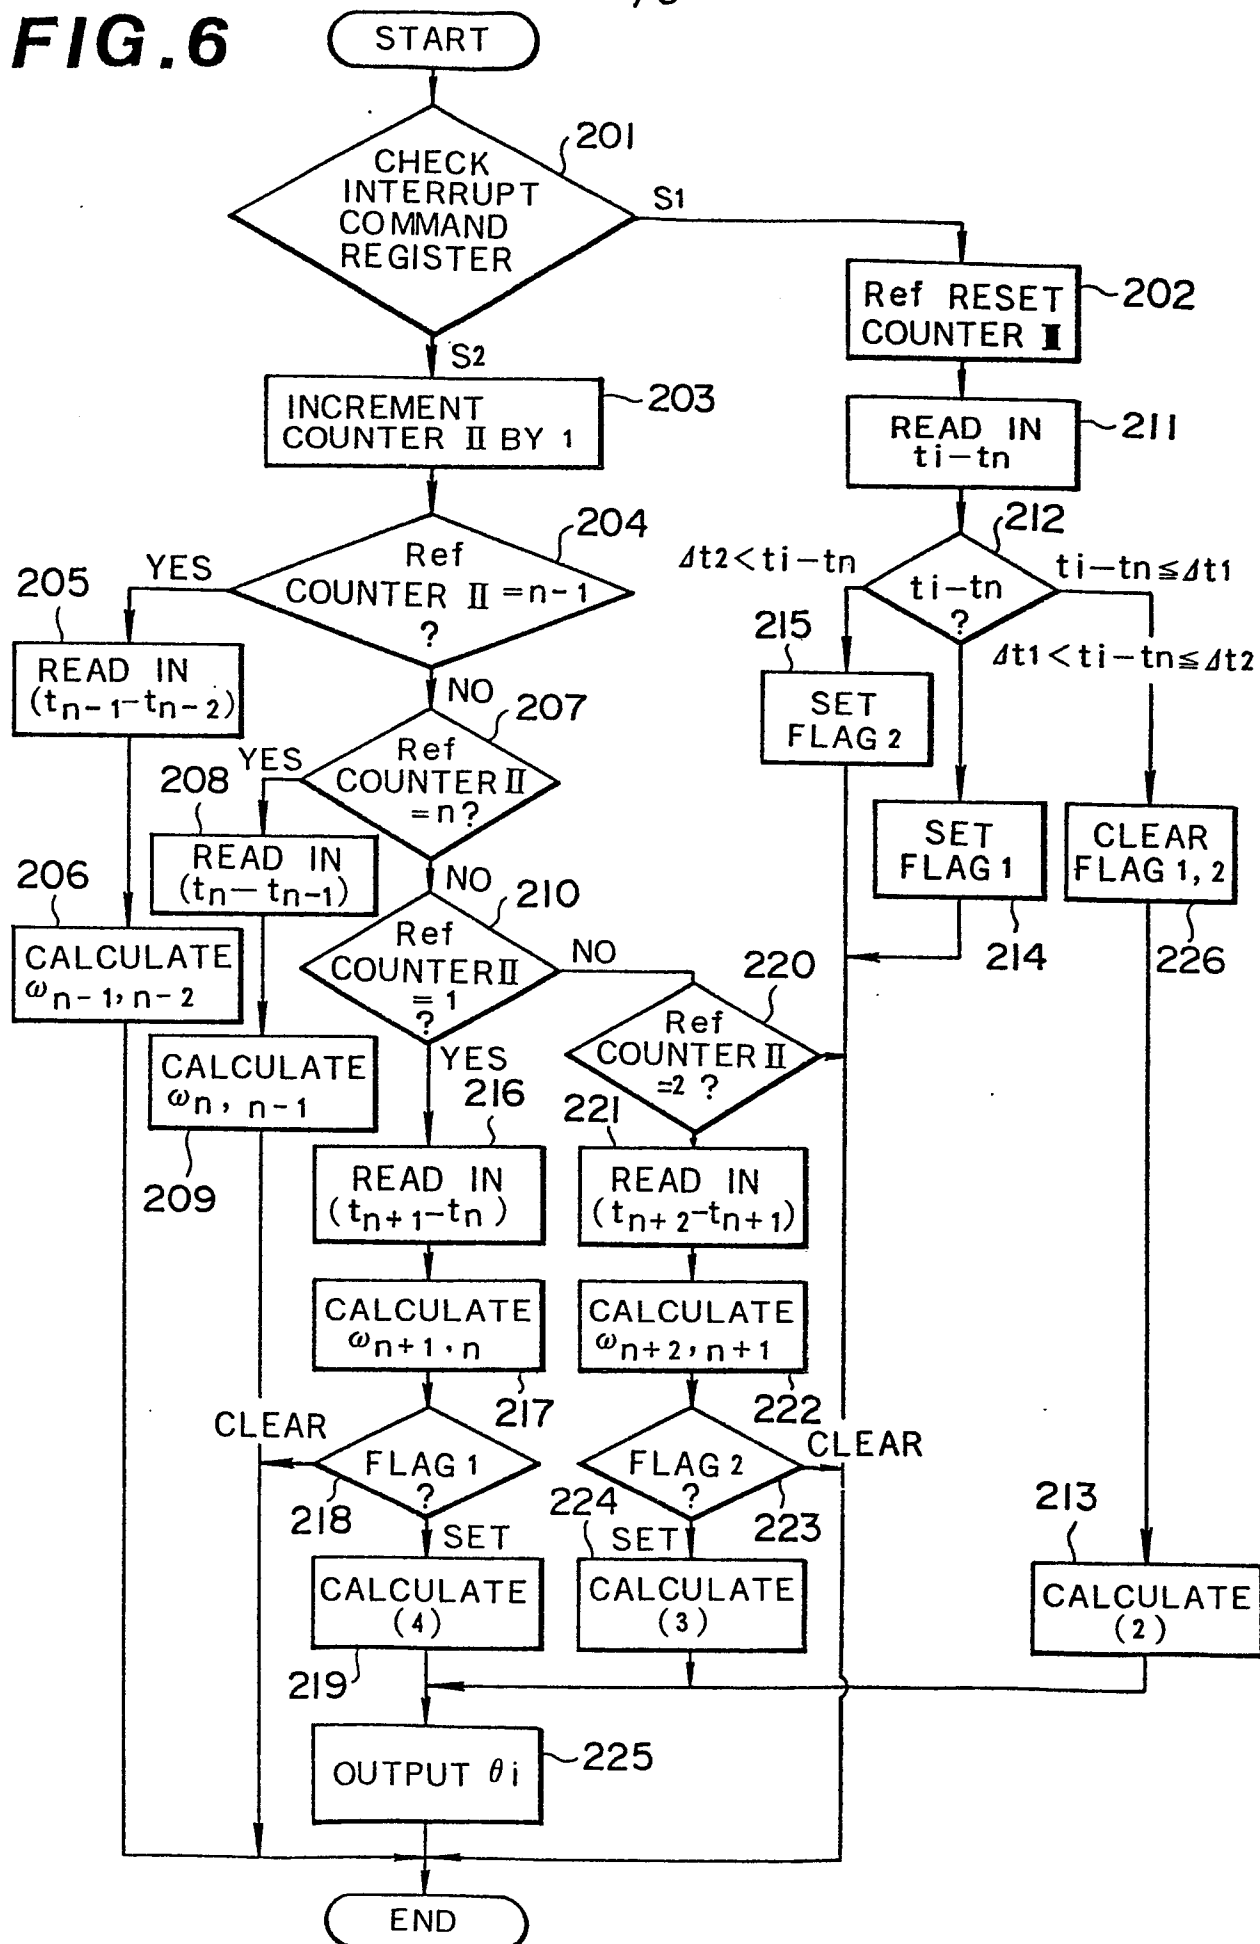 FIG.6
START
201
CHECK
INTERRUPT
COMMAND
REGISTER
S1
S2
Ref RESET
COUNTER II
202
INCREMENT
COUNTER II BY 1
203
READ IN
ti-tn
211
204
Ref
COUNTER II = n-1
?
YES
NO
212
ti-tn
?
Δt2<ti-tn
ti-tn≦Δt1
Δt1<ti-tn≦Δt2
205
READ IN
(tn-1-tn-2)
215
SET
FLAG 2
207
Ref
COUNTER II
=n?
YES
NO
208
READ IN
(tn-tn-1)
SET
FLAG 1
214
CLEAR
FLAG 1, 2
226
206
CALCULATE
ωn-1, n-2
210
Ref
COUNTER II
= 1
?
NO
YES
220
Ref
COUNTER II
=2 ?
CALCULATE
ωn, n-1
209
216
READ IN
(tn+1-tn)
221
READ IN
(tn+2-tn+1)
CALCULATE
ωn+1, n
217
CALCULATE
ωn+2, n+1
222
CLEAR
FLAG 1
?
218
SET
FLAG 2
?
CLEAR
223
SET
224
CALCULATE
(4)
219
CALCULATE
(3)
213
CALCULATE
(2)
OUTPUT θi
225
END